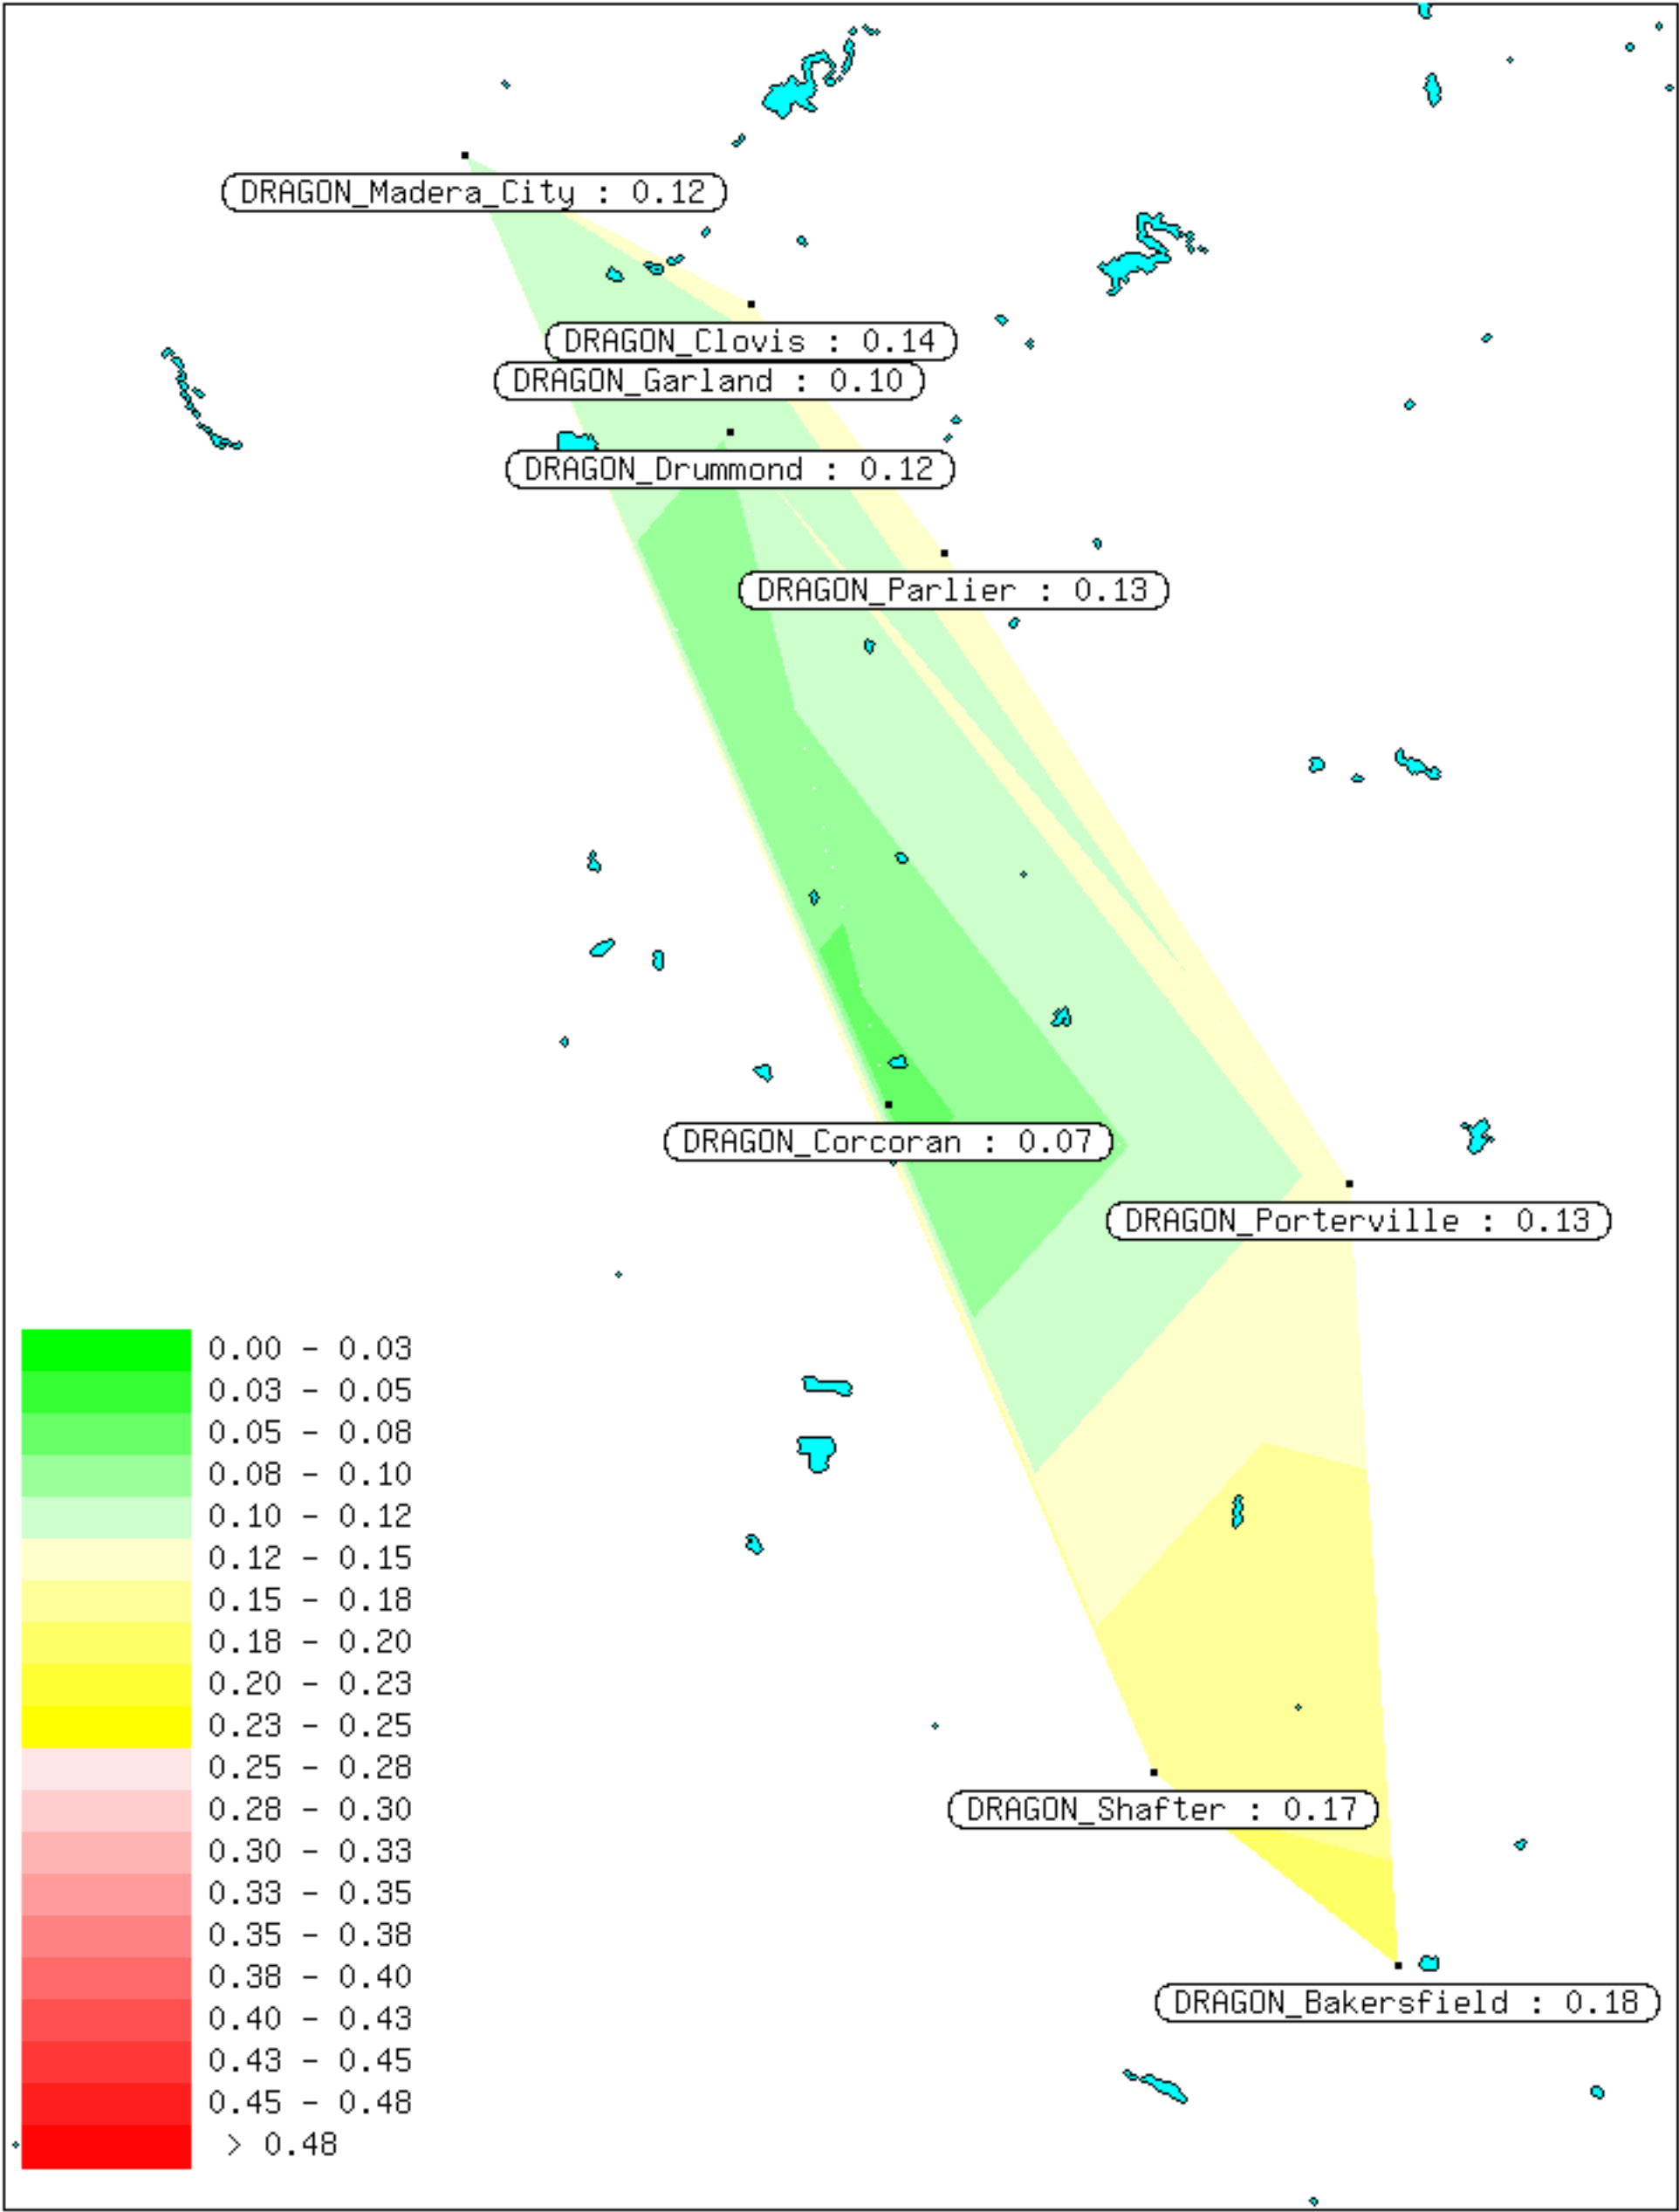 DRAGON_Madera_City : 0.12
DRAGON_Clovis : 0.14
DRAGON_Garland : 0.10
DRAGON_Drummond : 0.12
DRAGON_Parlier : 0.13
DRAGON_Corcoran : 0.07
DRAGON_Porterville : 0.13
DRAGON_Shafter : 0.17
DRAGON_Bakersfield : 0.18
0.00 - 0.03
0.03 - 0.05
0.05 - 0.08
0.08 - 0.10
0.10 - 0.12
0.12 - 0.15
0.15 - 0.18
0.18 - 0.20
0.20 - 0.23
0.23 - 0.25
0.25 - 0.28
0.28 - 0.30
0.30 - 0.33
0.33 - 0.35
0.35 - 0.38
0.38 - 0.40
0.40 - 0.43
0.43 - 0.45
0.45 - 0.48
> 0.48